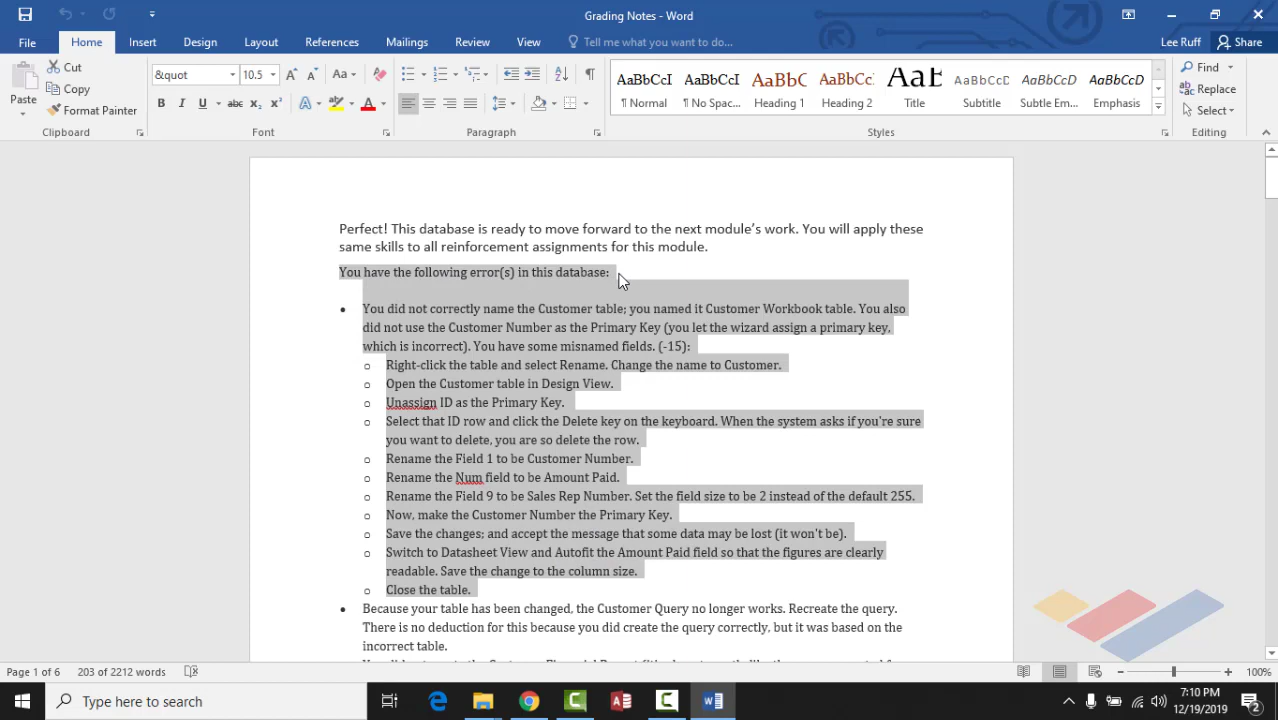 Grading Notes - Word
File
Home
Insert
Design
Layout
References
Mailings
Review
View
Tell me what you want to do...
Lee Ruff
Share
Paste
Cut
Copy
Format Painter
Clipboard
&quot
10.5
Font
Paragraph
AaBbCcI
AaBbCcI
AaBbC
AaBbCc
AaB
AaBbCcD
AaBbCcD
AaBbCcD
¶ Normal
¶ No Spac...
Heading 1
Heading 2
Title
Subtitle
Subtle Em...
Emphasis
Styles
Find
Replace
Select
Editing
Perfect! This database is ready to move forward to the next module's work. You will apply these
same skills to all reinforcement assignments for this module.
You have the following error(s) in this database:
• You did not correctly name the Customer table; you named it Customer Workbook table. You also
did not use the Customer Number as the Primary Key (you let the wizard assign a primary key,
which is incorrect). You have some misnamed fields. (-15):
o Right-click the table and select Rename. Change the name to Customer.
o Open the Customer table in Design View.
o Unassign ID as the Primary Key.
o Select that ID row and click the Delete key on the keyboard. When the system asks if you're sure
you want to delete, you are so delete the row.
o Rename the Field 1 to be Customer Number.
o Rename the Num field to be Amount Paid.
o Rename the Field 9 to be Sales Rep Number. Set the field size to be 2 instead of the default 255.
o Now, make the Customer Number the Primary Key.
o Save the changes; and accept the message that some data may be lost (it won't be).
o Switch to Datasheet View and Autofit the Amount Paid field so that the figures are clearly
readable. Save the change to the column size.
o Close the table.
• Because your table has been changed, the Customer Query no longer works. Recreate the query.
There is no deduction for this because you did create the query correctly, but it was based on the
incorrect table.
Page 1 of 6
203 of 2212 words
100%
Type here to search
7:10 PM
12/19/2019